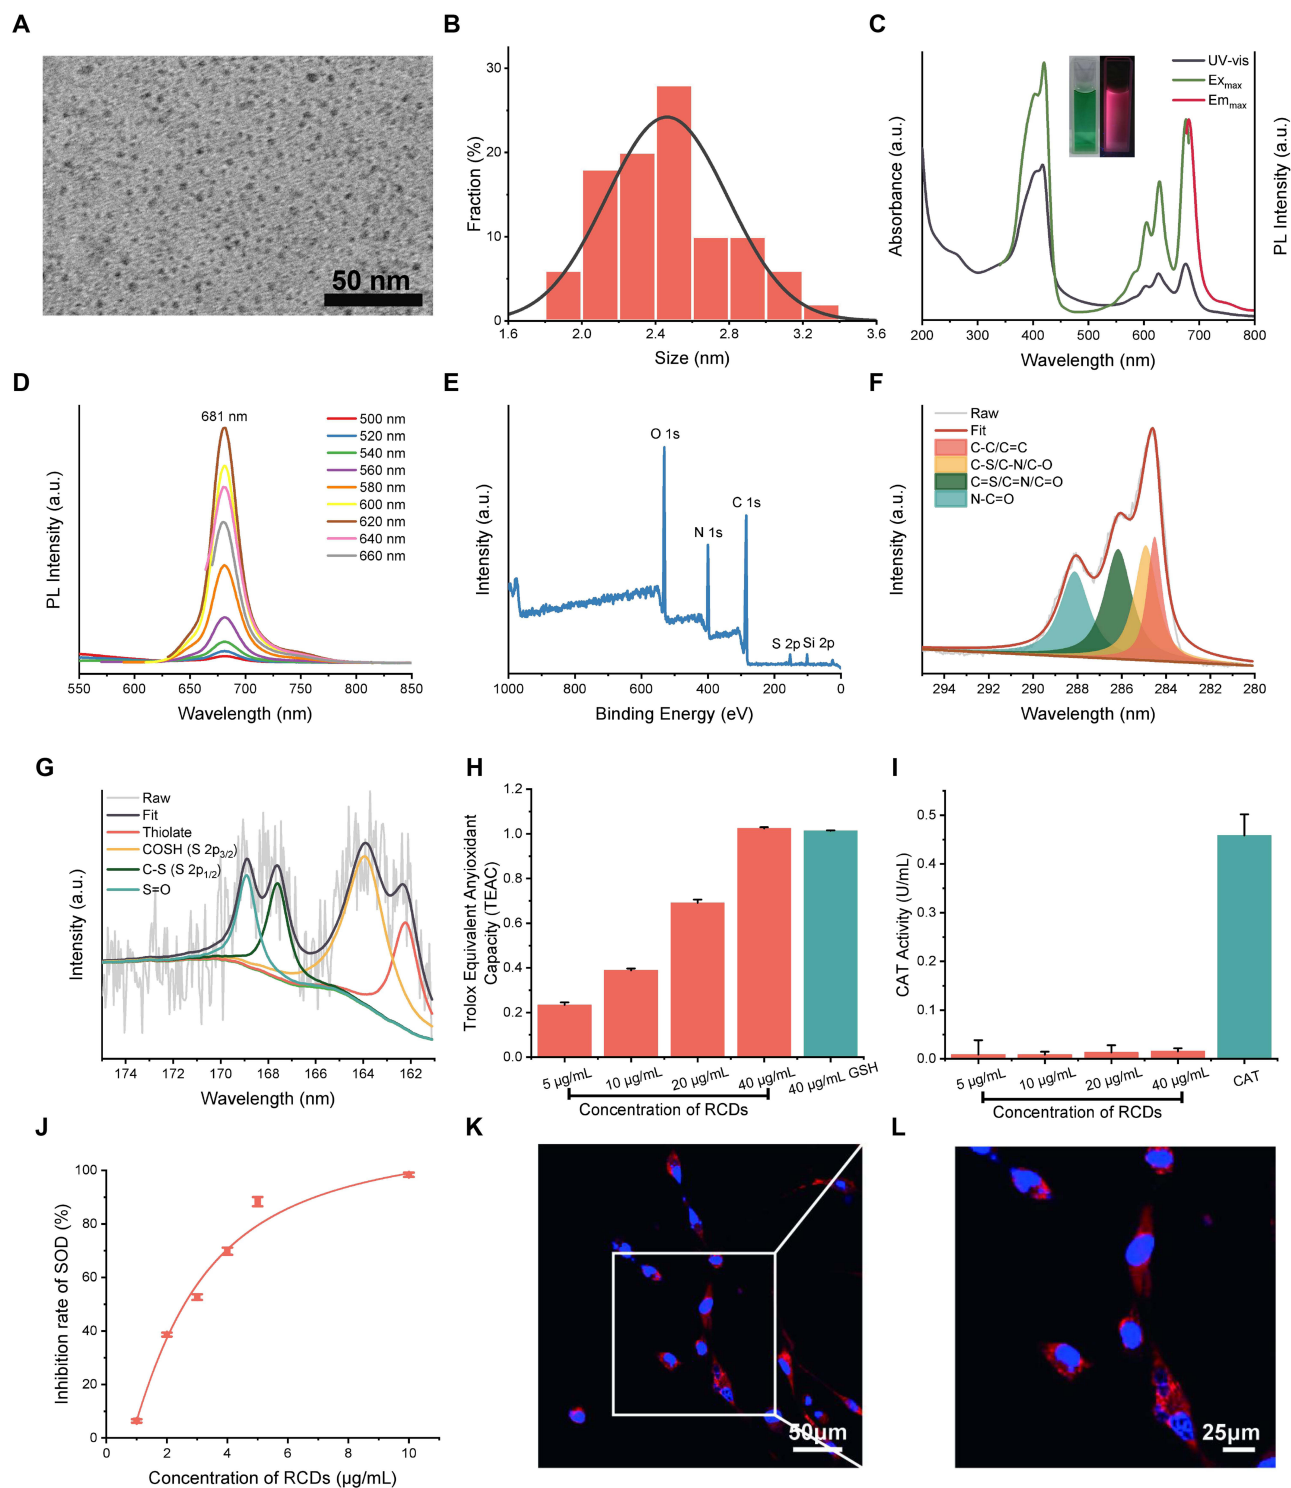 A
50 nm
B
Fraction (%)
30
20
10
0
1.6 2.0 2.4 2.8 3.2 3.6
Size (nm)
C
Absorbance (a.u.)
PL Intensity (a.u.)
UV-vis
Exmax
Emmax
200 300 400 500 600 700 800
Wavelength (nm)
D
PL Intensity (a.u.)
681 nm
500 nm
520 nm
540 nm
560 nm
580 nm
600 nm
620 nm
640 nm
660 nm
550 600 650 700 750 800 850
Wavelength (nm)
E
Intensity (a.u.)
O 1s
C 1s
N 1s
S 2p Si 2p
1000 800 600 400 200 0
Binding Energy (eV)
F
Intensity (a.u.)
Raw
Fit
C-C/C=C
C-S/C-N/C-O
C=S/C=N/C=O
N-C=O
294 292 290 288 286 284 282 280
Wavelength (nm)
G
Intensity (a.u.)
Raw
Fit
Thiolate
COSH (S 2p3/2)
C-S (S 2p1/2)
S=O
174 172 170 168 166 164 162
Wavelength (nm)
H
Trolox Equivalent Anyioxidant
Capacity (TEAC)
1.2
1.0
0.8
0.6
0.4
0.2
0.0
5 µg/mL 10 µg/mL 20 µg/mL 40 µg/mL 40 µg/mL GSH
Concentration of RCDs
I
CAT Activity (U/mL)
0.5
0.4
0.3
0.2
0.1
0.0
5 µg/mL 10 µg/mL 20 µg/mL 40 µg/mL CAT
Concentration of RCDs
J
Inhibition rate of SOD (%)
100
80
60
40
20
0
0 2 4 6 8 10
Concentration of RCDs (µg/mL)
K
50µm
L
25µm